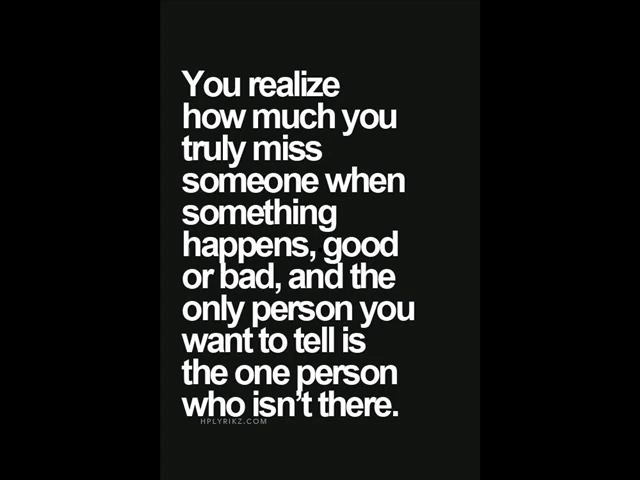 You realize
how much you
truly miss
someone when
something
happens, good
or bad, and the
only person you
want to tell is
the one person
who isn't there.
HPLYRIKZ.COM